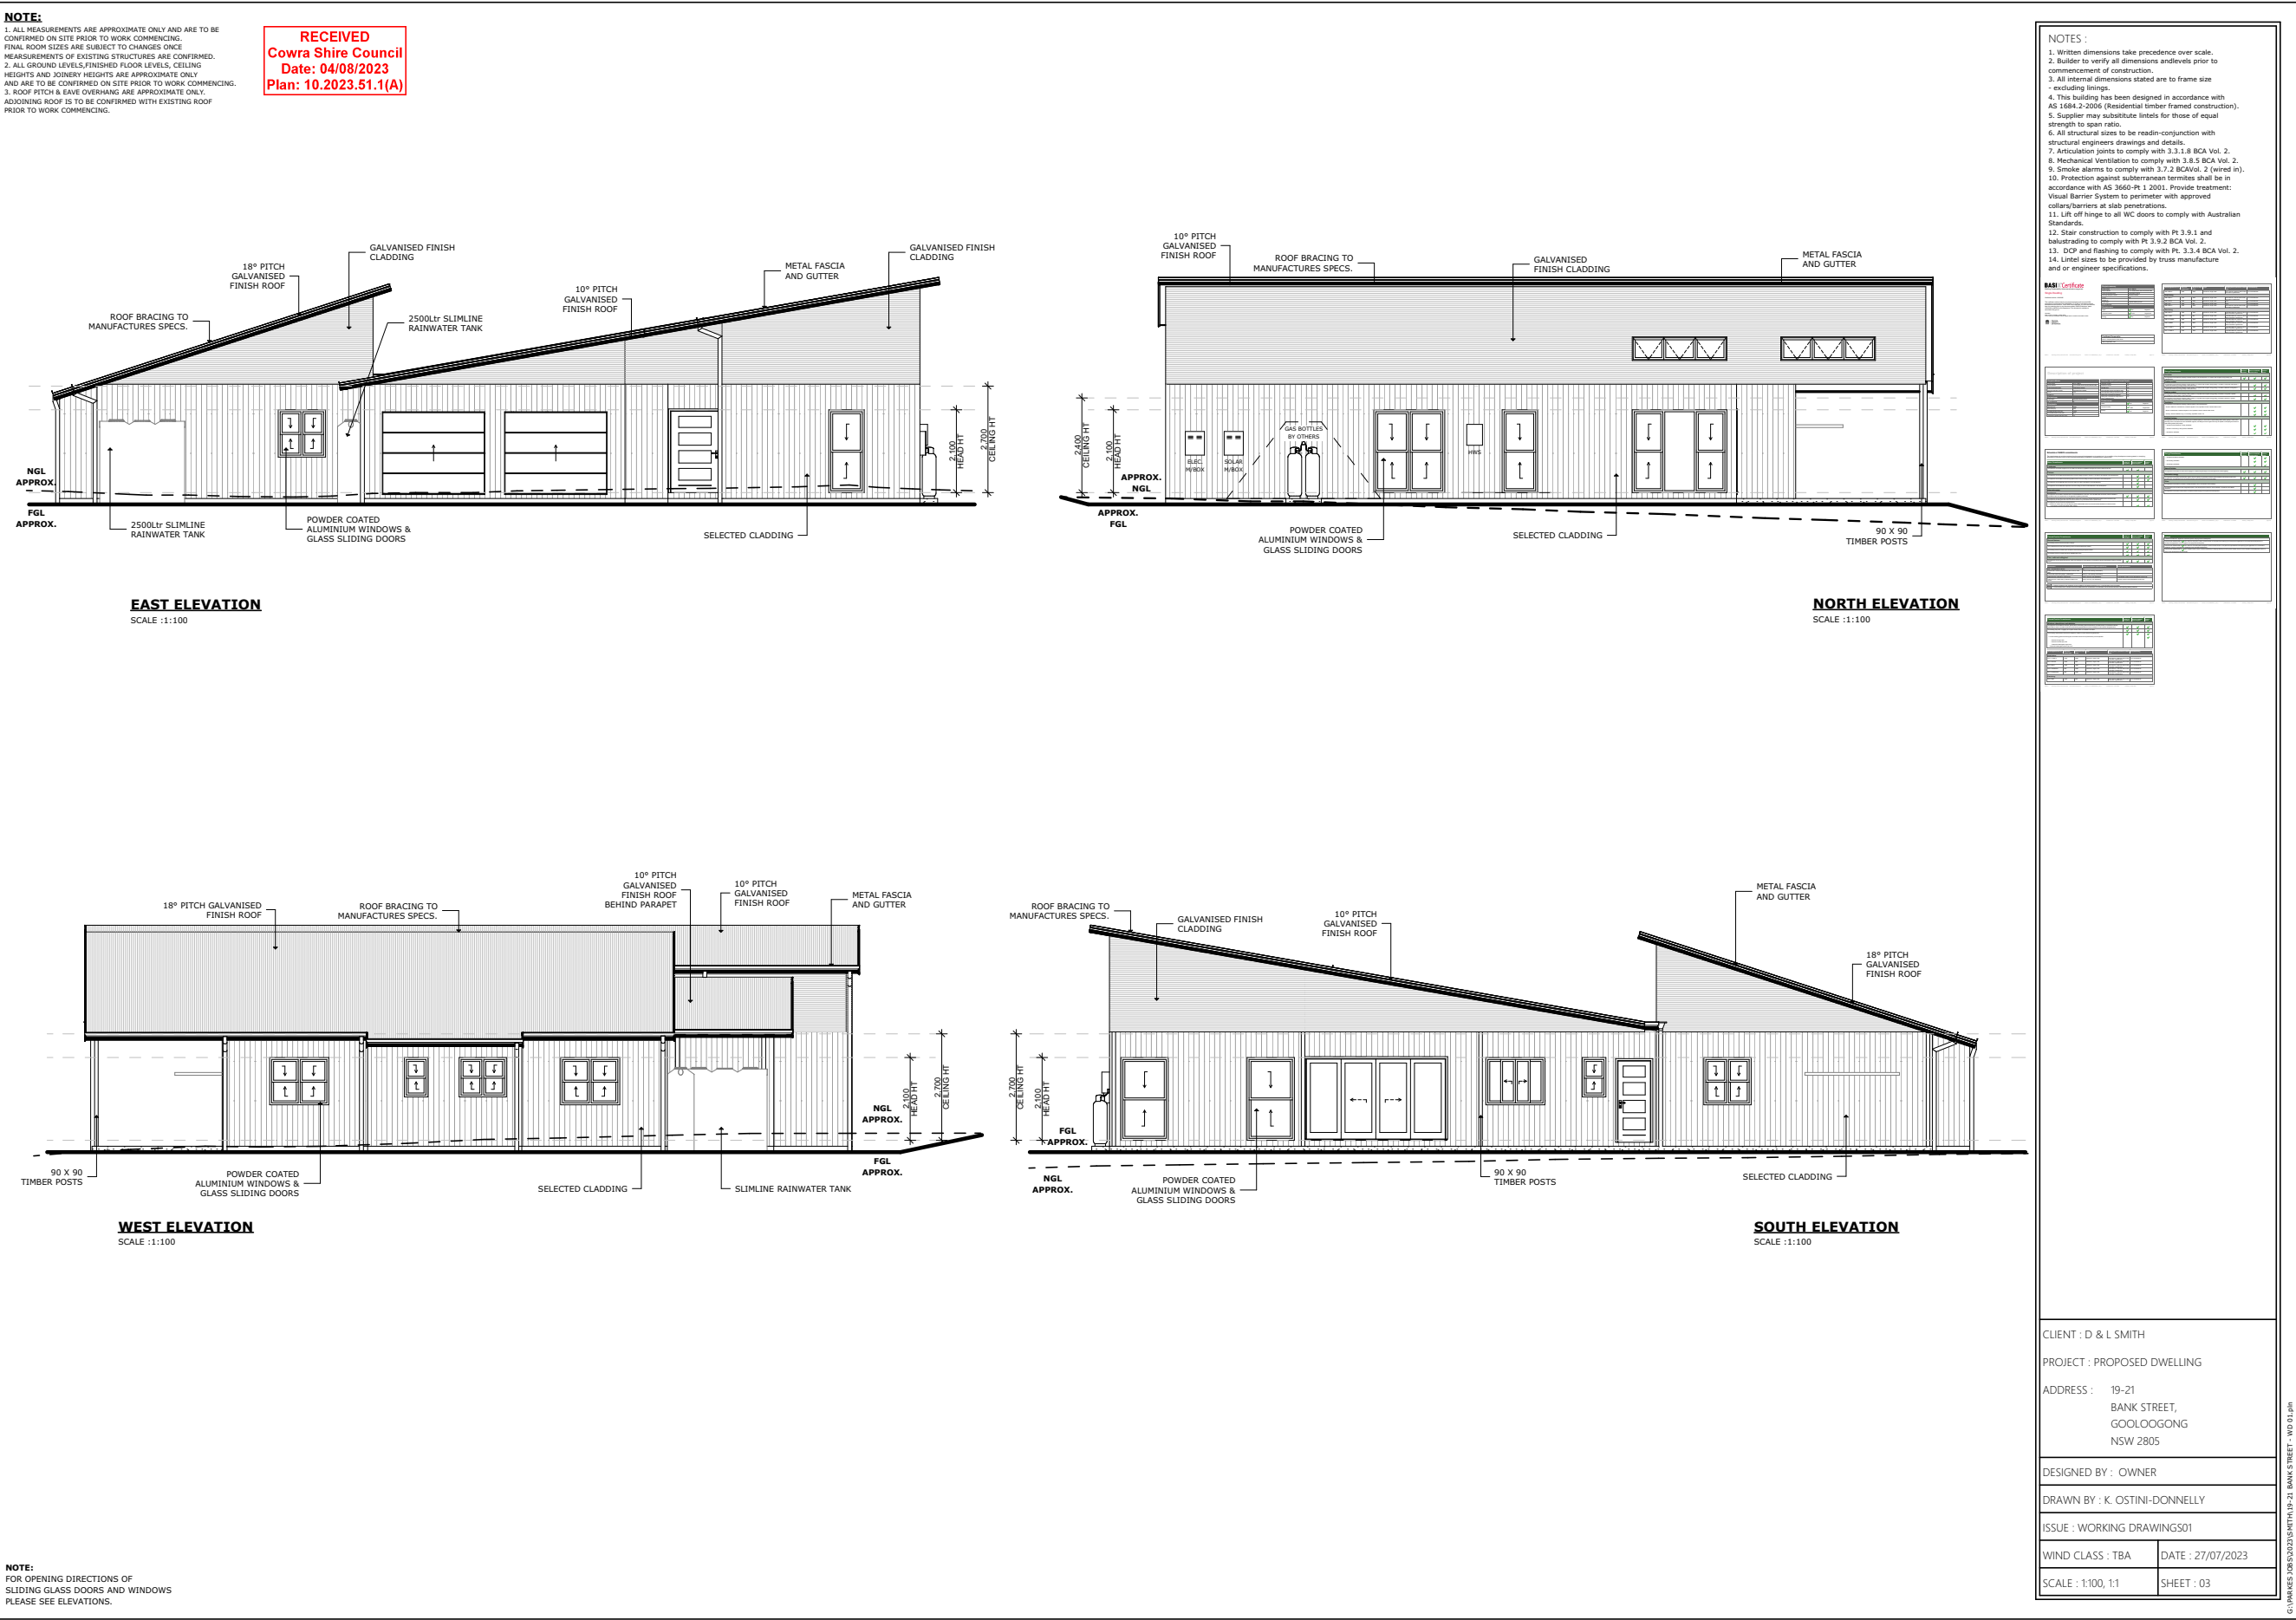 NOTE:
1. ALL MEASUREMENTS ARE APPROXIMATE ONLY AND ARE TO BE
CONFIRMED ON SITE PRIOR TO WORK COMMENCING.
FINAL ROOM SIZES ARE SUBJECT TO CHANGES ONCE
MEARSUREMENTS OF EXISTING STRUCTURES ARE CONFIRMED.
2. ALL GROUND LEVELS,FINISHED FLOOR LEVELS, CEILING
HEIGHTS AND JOINERY HEIGHTS ARE APPROXIMATE ONLY
AND ARE TO BE CONFIRMED ON SITE PRIOR TO WORK COMMENCING.
3. ROOF PITCH & EAVE OVERHANG ARE APPROXIMATE ONLY.
ADJOINING ROOF IS TO BE CONFIRMED WITH EXISTING ROOF
PRIOR TO WORK COMMENCING.
RECEIVED
Cowra Shire Council
Date: 04/08/2023
Plan: 10.2023.51.1(A)
ROOF BRACING TO
MANUFACTURES SPECS.
18° PITCH
GALVANISED
FINISH ROOF
GALVANISED FINISH
CLADDING
2500Ltr SLIMLINE
RAINWATER TANK
10° PITCH
GALVANISED
FINISH ROOF
METAL FASCIA
AND GUTTER
GALVANISED FINISH
CLADDING
2,100
HEAD HT
2,700
CEILING HT
NGL
APPROX.
FGL
APPROX.
2500Ltr SLIMLINE
RAINWATER TANK
POWDER COATED
ALUMINIUM WINDOWS &
GLASS SLIDING DOORS
SELECTED CLADDING
EAST ELEVATION
SCALE :1:100
10° PITCH
GALVANISED
FINISH ROOF
ROOF BRACING TO
MANUFACTURES SPECS.
GALVANISED
FINISH CLADDING
METAL FASCIA
AND GUTTER
2,400
CEILING HT
2,100
HEAD HT
ELEC.
M/BOX
SOLAR
M/BOX
GAS BOTTLES
BY OTHERS
HWS
APPROX.
NGL
APPROX.
FGL
POWDER COATED
ALUMINIUM WINDOWS &
GLASS SLIDING DOORS
SELECTED CLADDING
90 X 90
TIMBER POSTS
NORTH ELEVATION
SCALE :1:100
18° PITCH GALVANISED
FINISH ROOF
ROOF BRACING TO
MANUFACTURES SPECS.
10° PITCH
GALVANISED
FINISH ROOF
BEHIND PARAPET
10° PITCH
GALVANISED
FINISH ROOF
METAL FASCIA
AND GUTTER
2,100
HEAD HT
2,700
CEILING HT
NGL
APPROX.
FGL
APPROX.
90 X 90
TIMBER POSTS
POWDER COATED
ALUMINIUM WINDOWS &
GLASS SLIDING DOORS
SELECTED CLADDING
SLIMLINE RAINWATER TANK
WEST ELEVATION
SCALE :1:100
ROOF BRACING TO
MANUFACTURES SPECS.
GALVANISED FINISH
CLADDING
10° PITCH
GALVANISED
FINISH ROOF
METAL FASCIA
AND GUTTER
18° PITCH
GALVANISED
FINISH ROOF
2,700
CEILING HT
2,100
HEAD HT
FGL
APPROX.
NGL
APPROX.
POWDER COATED
ALUMINIUM WINDOWS &
GLASS SLIDING DOORS
90 X 90
TIMBER POSTS
SELECTED CLADDING
SOUTH ELEVATION
SCALE :1:100
NOTE:
FOR OPENING DIRECTIONS OF
SLIDING GLASS DOORS AND WINDOWS
PLEASE SEE ELEVATIONS.
NOTES :
1. Written dimensions take precedence over scale.
2. Builder to verify all dimensions andlevels prior to
commencement of construction.
3. All internal dimensions stated are to frame size
- excluding linings.
4. This building has been designed in accordance with
AS 1684.2-2006 (Residential timber framed construction).
5. Supplier may subsititute lintels for those of equal
strength to span ratio.
6. All structural sizes to be readin-conjunction with
structural engineers drawings and details.
7. Articulation joints to comply with 3.3.1.8 BCA Vol. 2.
8. Mechanical Ventilation to comply with 3.8.5 BCA Vol. 2.
9. Smoke alarms to comply with 3.7.2 BCAVol. 2 (wired in).
10. Protection against subterranean termites shall be in
accordance with AS 3660-Pt 1 2001. Provide treatment:
Visual Barrier System to perimeter with approved
collars/barriers at slab penetrations.
11. Lift off hinge to all WC doors to comply with Australian
Standards.
12. Stair construction to comply with Pt 3.9.1 and
balustrading to comply with Pt 3.9.2 BCA Vol. 2.
13. DCP and flashing to comply with Pt. 3.3.4 BCA Vol. 2.
14. Lintel sizes to be provided by truss manufacture
and or engineer specifications.
Certificate
CLIENT : D & L SMITH
PROJECT : PROPOSED DWELLING
ADDRESS : 19-21
BANK STREET,
GOOLOOGONG
NSW 2805
DESIGNED BY : OWNER
DRAWN BY : K. OSTINI-DONNELLY
ISSUE : WORKING DRAWINGS01
WIND CLASS : TBA
DATE : 27/07/2023
SCALE : 1:100, 1:1
SHEET : 03
G:\PARKES JOBS\2023\SMITH\19-21 BANK STREET - WD 01.pln